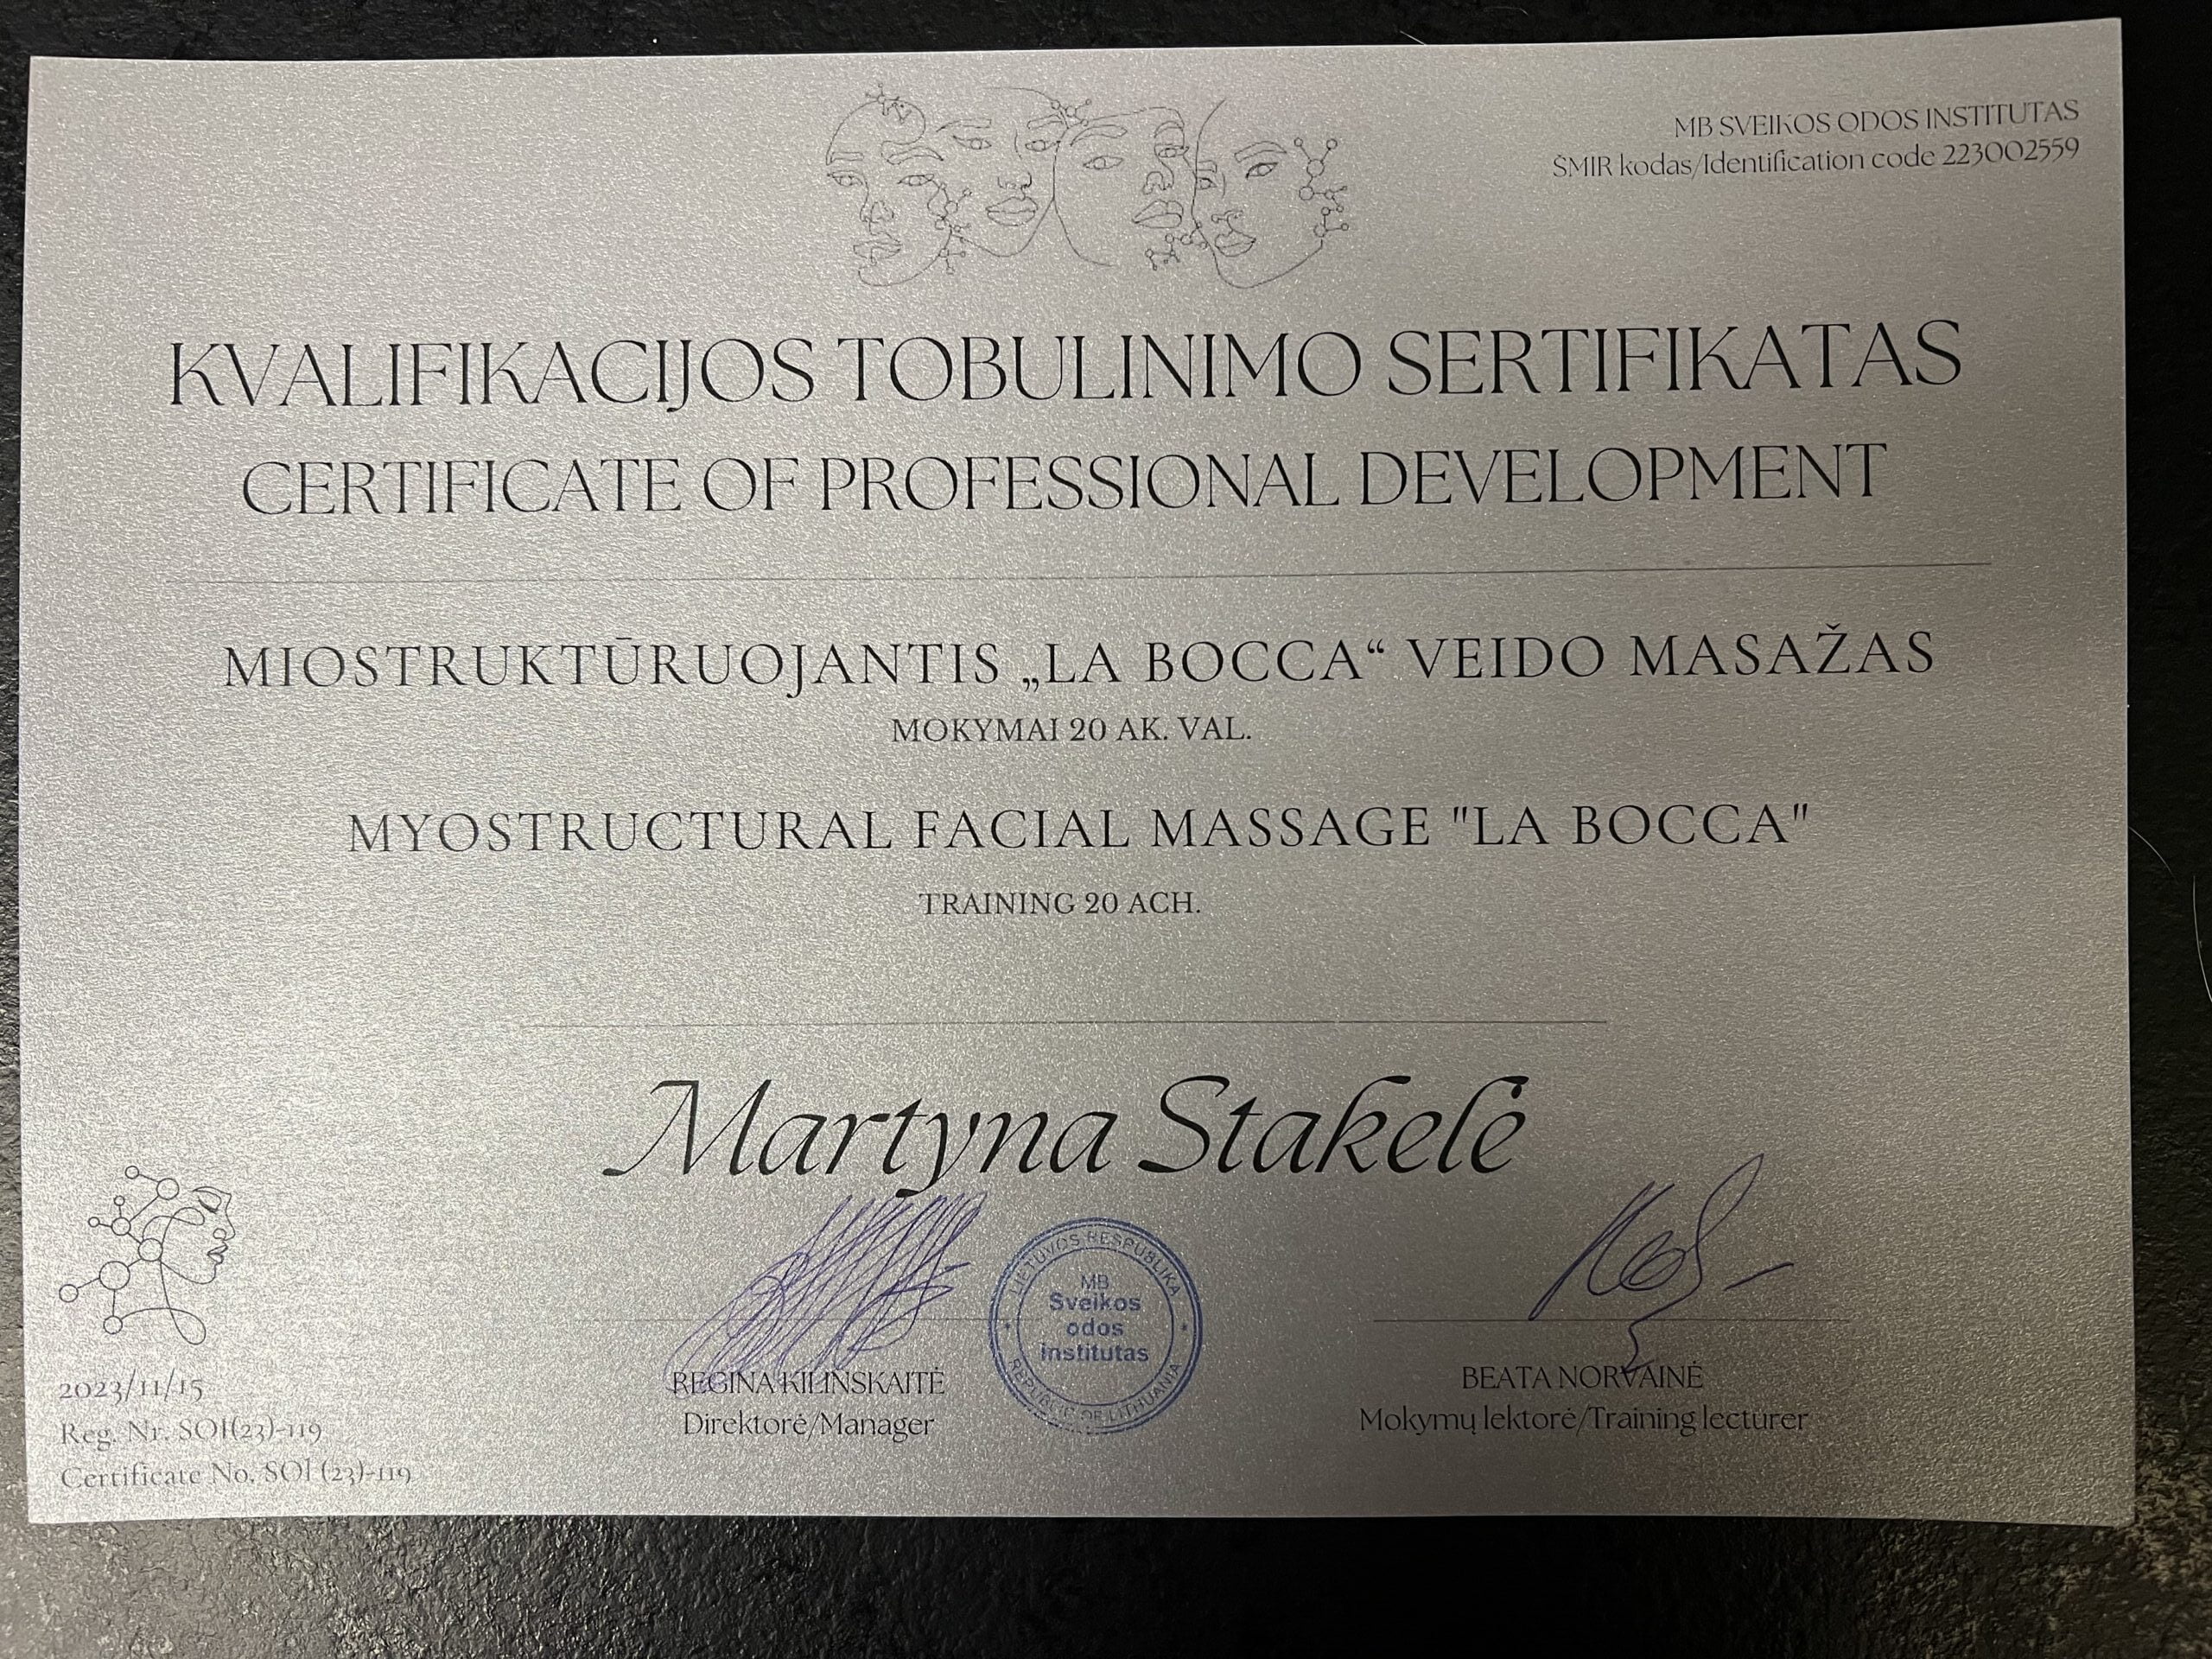 MB SVEIKOS ODOS INSTITUTAS
ŠMIR kodas/Identification code 223002559
KVALIFIKACIJOS TOBULINIMO SERTIFIKATAS
CERTIFICATE OF PROFESSIONAL DEVELOPMENT
MIOSTRUKTŪRUOJANTIS „LA BOCCA“ VEIDO MASAŽAS
MOKYMAI 20 AK. VAL.
MYOSTRUCTURAL FACIAL MASSAGE "LA BOCCA"
TRAINING 20 ACH.
Martyna Stakelė
LIETUVOS RESPUBLIKA
MB
Sveikos
odos
institutas
REPUBLIC OF LITHUANIA
REGINA KILINSKAITĖ
Direktorė/Manager
BEATA NORVAINĖ
Mokymų lektorė/Training lecturer
2023/11/15
Reg. Nr. SOI(23)-119
Certificate No. SOI (23)-119